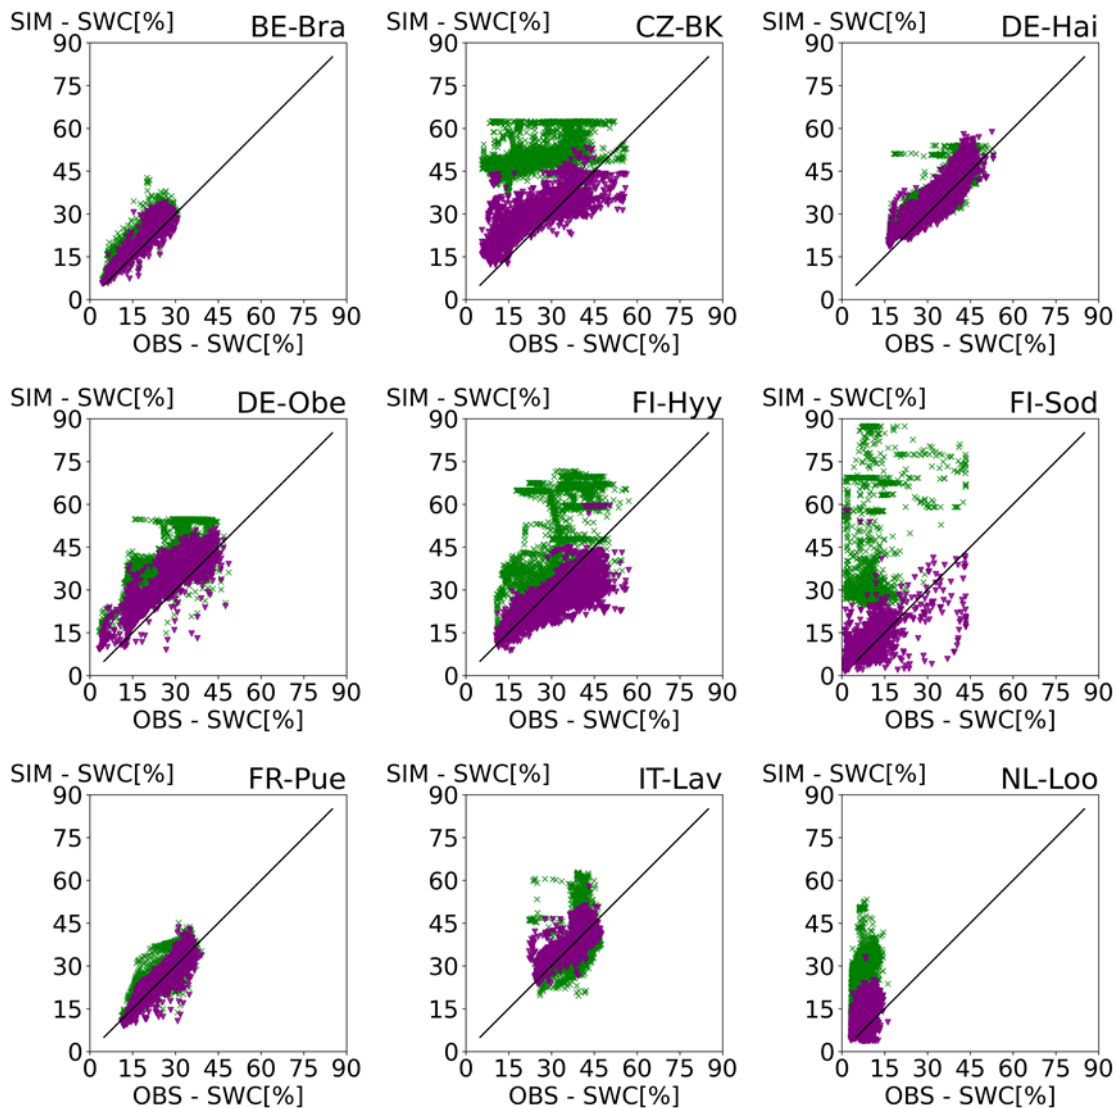 SIM - SWC[%] BE-Bra
90
75
60
45
30
15
0
0 15 30 45 60 75 90
OBS - SWC[%]
SIM - SWC[%] CZ-BK
90
75
60
45
30
15
0
0 15 30 45 60 75 90
OBS - SWC[%]
SIM - SWC[%] DE-Hai
90
75
60
45
30
15
0
0 15 30 45 60 75 90
OBS - SWC[%]
SIM - SWC[%] DE-Obe
90
75
60
45
30
15
0
0 15 30 45 60 75 90
OBS - SWC[%]
SIM - SWC[%] FI-Hyy
90
75
60
45
30
15
0
0 15 30 45 60 75 90
OBS - SWC[%]
SIM - SWC[%] FI-Sod
90
75
60
45
30
15
0
0 15 30 45 60 75 90
OBS - SWC[%]
SIM - SWC[%] FR-Pue
90
75
60
45
30
15
0
0 15 30 45 60 75 90
OBS - SWC[%]
SIM - SWC[%] IT-Lav
90
75
60
45
30
15
0
0 15 30 45 60 75 90
OBS - SWC[%]
SIM - SWC[%] NL-Loo
90
75
60
45
30
15
0
0 15 30 45 60 75 90
OBS - SWC[%]